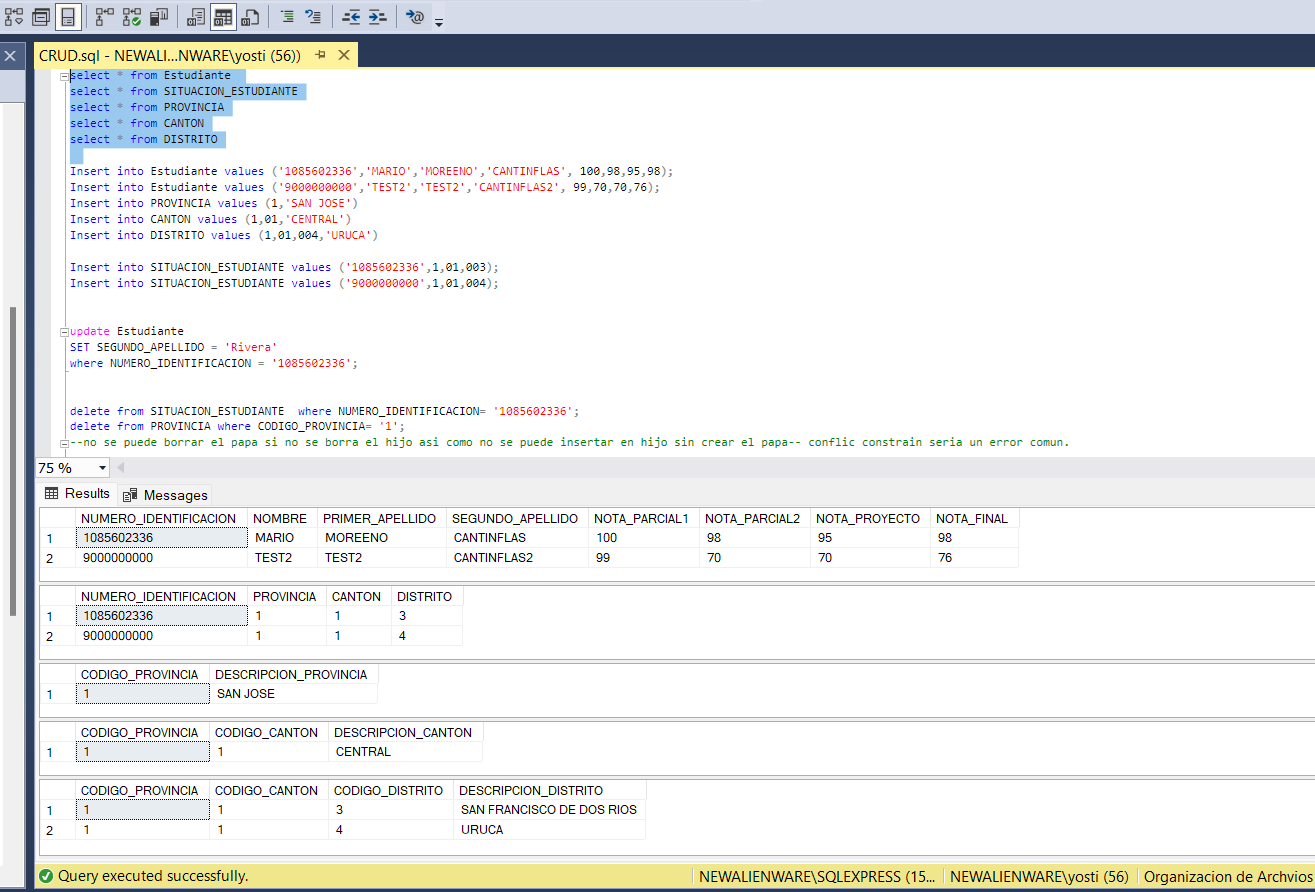 CRUD.sql - NEWALI...NWARE\yosti (56))
select * from Estudiante
select * from SITUACION_ESTUDIANTE
select * from PROVINCIA
select * from CANTON
select * from DISTRITO
Insert into Estudiante values ('1085602336','MARIO','MOREENO','CANTINFLAS', 100,98,95,98);
Insert into Estudiante values ('9000000000','TEST2','TEST2','CANTINFLAS2', 99,70,70,76);
Insert into PROVINCIA values (1,'SAN JOSE')
Insert into CANTON values (1,01,'CENTRAL')
Insert into DISTRITO values (1,01,004,'URUCA')
Insert into SITUACION_ESTUDIANTE values ('1085602336',1,01,003);
Insert into SITUACION_ESTUDIANTE values ('9000000000',1,01,004);
update Estudiante
SET SEGUNDO_APELLIDO = 'Rivera'
where NUMERO_IDENTIFICACION = '1085602336';
delete from SITUACION_ESTUDIANTE  where NUMERO_IDENTIFICACION= '1085602336';
delete from PROVINCIA where CODIGO_PROVINCIA= '1';
--no se puede borrar el papa si no se borra el hijo asi como no se puede insertar en hijo sin crear el papa-- conflic constrain seria un error comun.
75 %
Results Messages
NUMERO_IDENTIFICACION NOMBRE PRIMER_APELLIDO SEGUNDO_APELLIDO NOTA_PARCIAL1 NOTA_PARCIAL2 NOTA_PROYECTO NOTA_FINAL
1 1085602336 MARIO MOREENO CANTINFLAS 100 98 95 98
2 9000000000 TEST2 TEST2 CANTINFLAS2 99 70 70 76
NUMERO_IDENTIFICACION PROVINCIA CANTON DISTRITO
1 1085602336 1 1 3
2 9000000000 1 1 4
CODIGO_PROVINCIA DESCRIPCION_PROVINCIA
1 1 SAN JOSE
CODIGO_PROVINCIA CODIGO_CANTON DESCRIPCION_CANTON
1 1 1 CENTRAL
CODIGO_PROVINCIA CODIGO_CANTON CODIGO_DISTRITO DESCRIPCION_DISTRITO
1 1 1 3 SAN FRANCISCO DE DOS RIOS
2 1 1 4 URUCA
Query executed successfully. NEWALIENWARE\SQLEXPRESS (15... NEWALIENWARE\yosti (56) Organizacion de Archvios